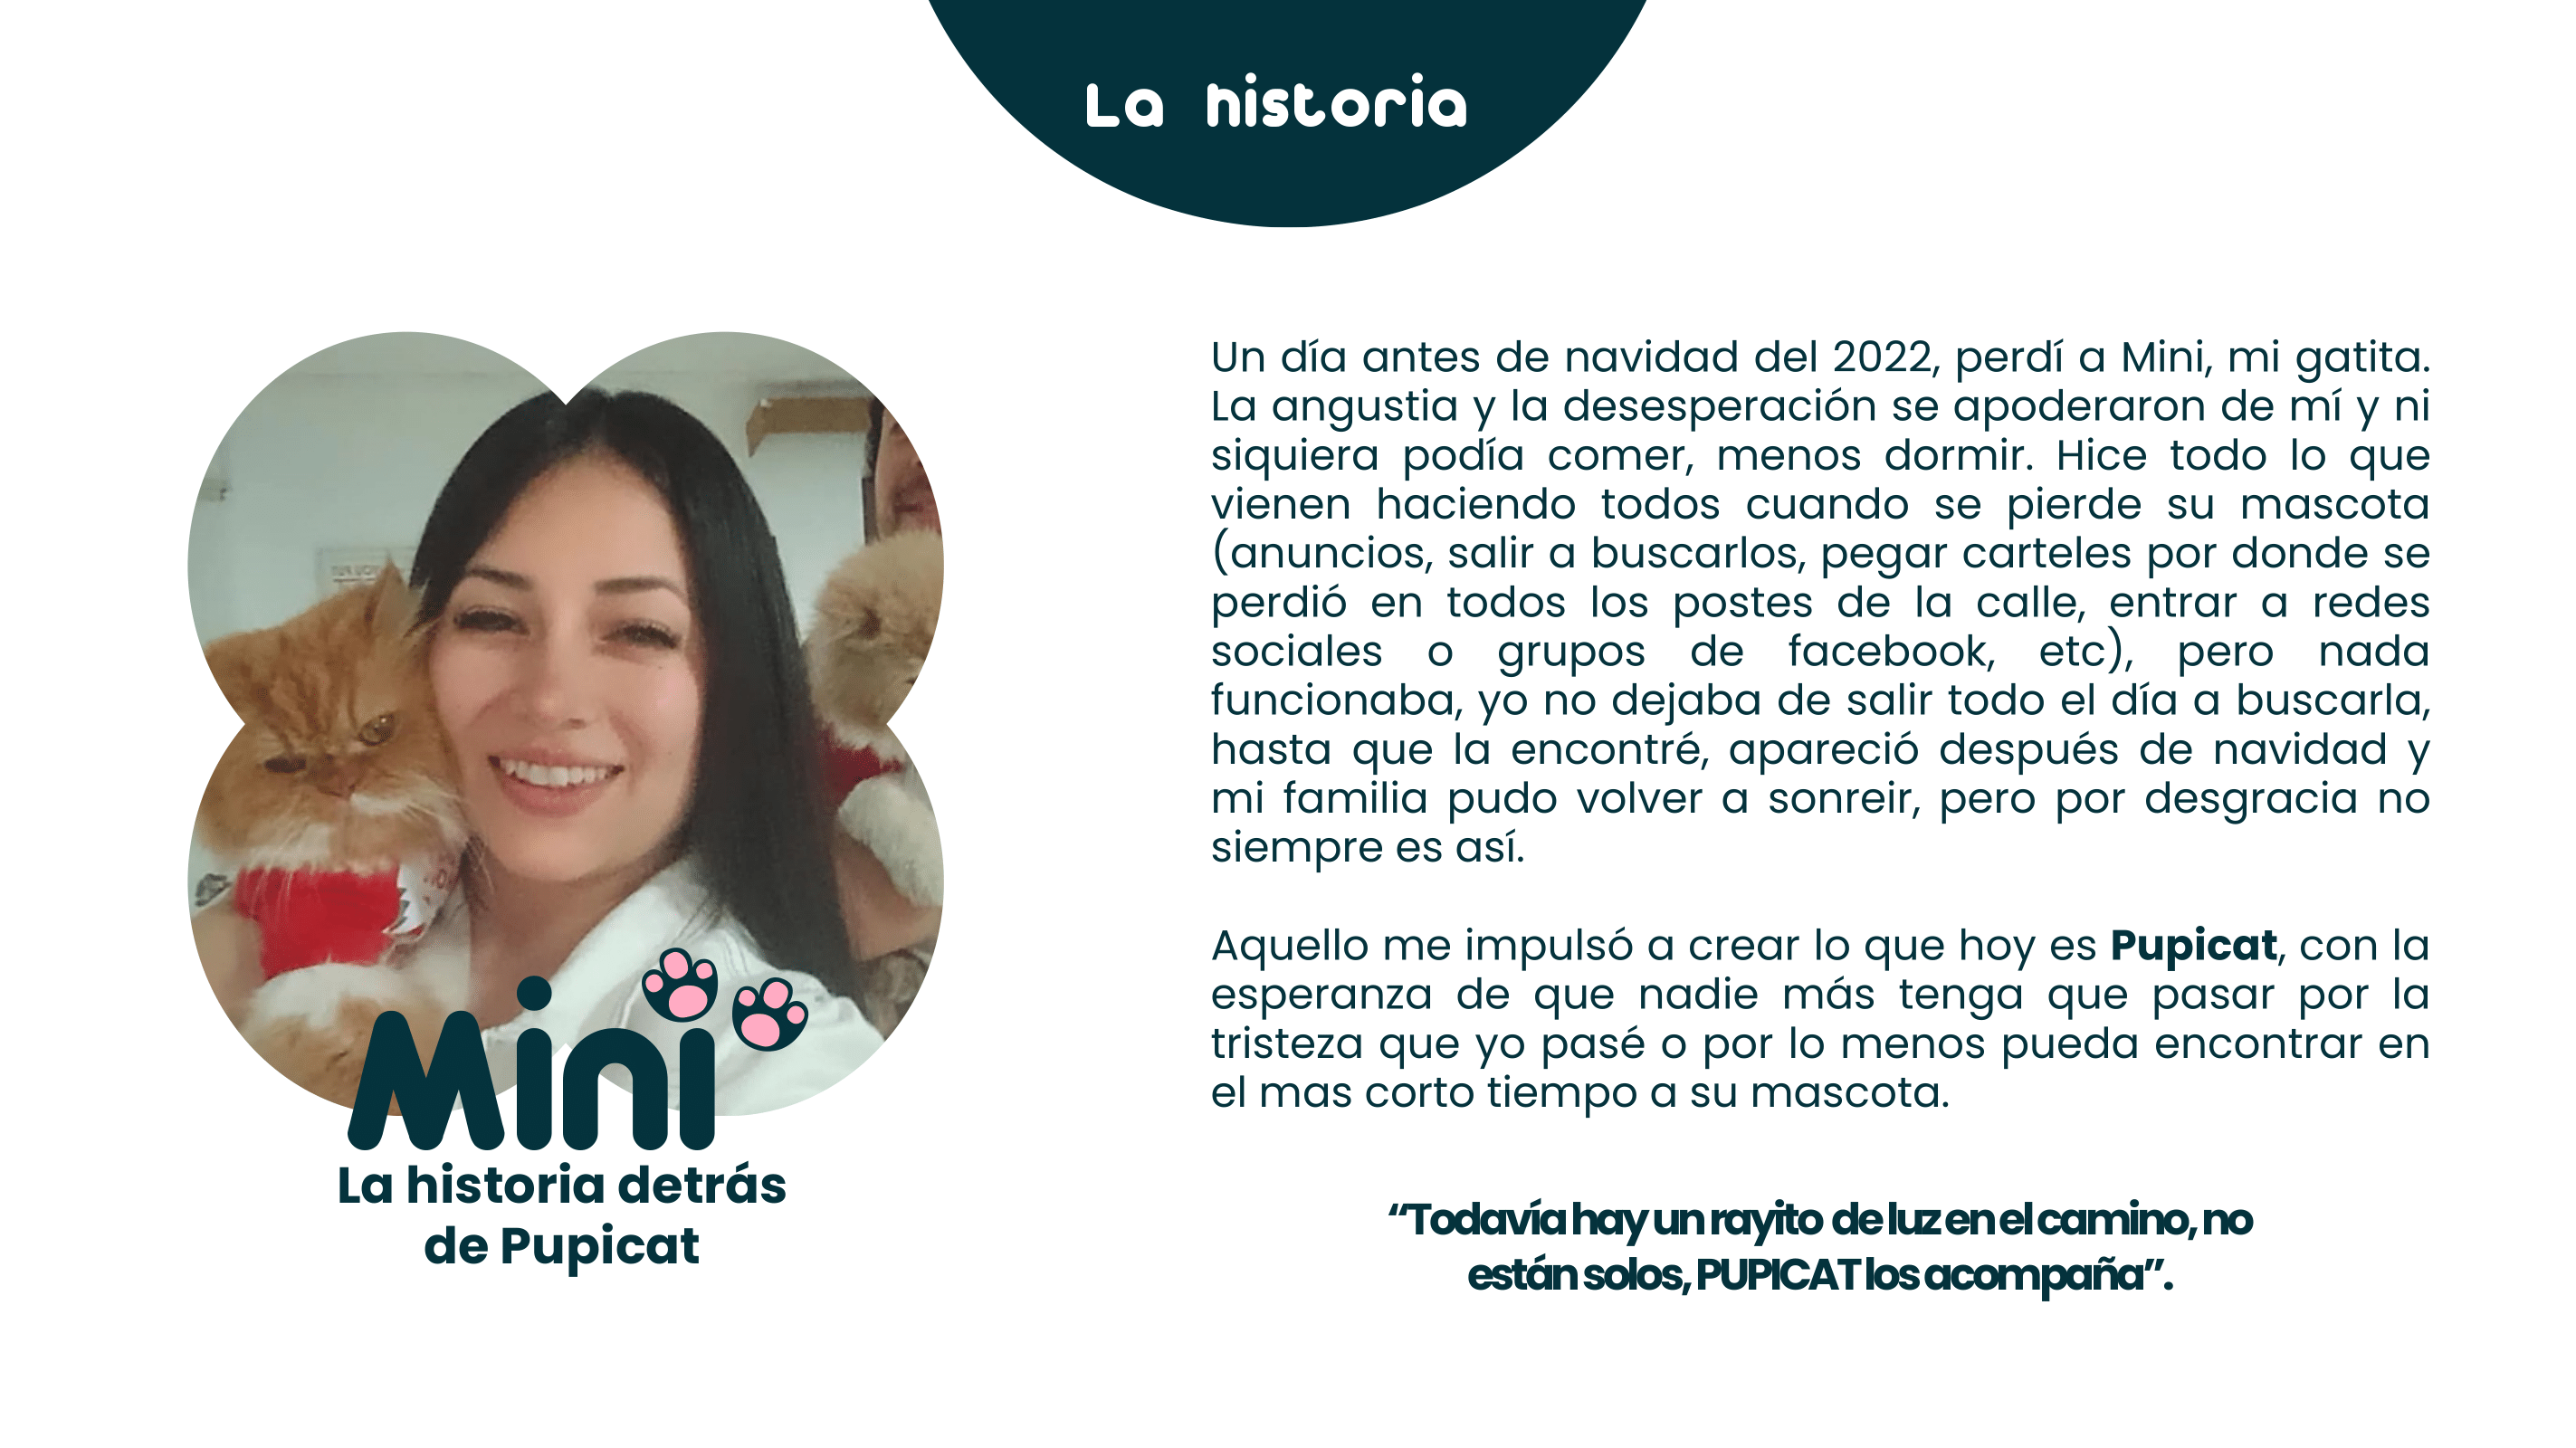 La historia
Un día antes de navidad del 2022, perdí a Mini, mi gatita.
La angustia y la desesperación se apoderaron de mí y ni
siquiera podía comer, menos dormir. Hice todo lo que
vienen haciendo todos cuando se pierde su mascota
(anuncios, salir a buscarlos, pegar carteles por donde se
perdió en todos los postes de la calle, entrar a redes
sociales o grupos de facebook, etc), pero nada
funcionaba, yo no dejaba de salir todo el día a buscarla,
hasta que la encontré, apareció después de navidad y
mi familia pudo volver a sonreir, pero por desgracia no
siempre es así.
Aquello me impulsó a crear lo que hoy es Pupicat, con la
esperanza de que nadie más tenga que pasar por la
tristeza que yo pasé o por lo menos pueda encontrar en
el mas corto tiempo a su mascota.
“Todavía hay un rayito de luz en el camino, no
están solos, PUPICAT los acompaña”.
Mini
La historia detrás
de Pupicat